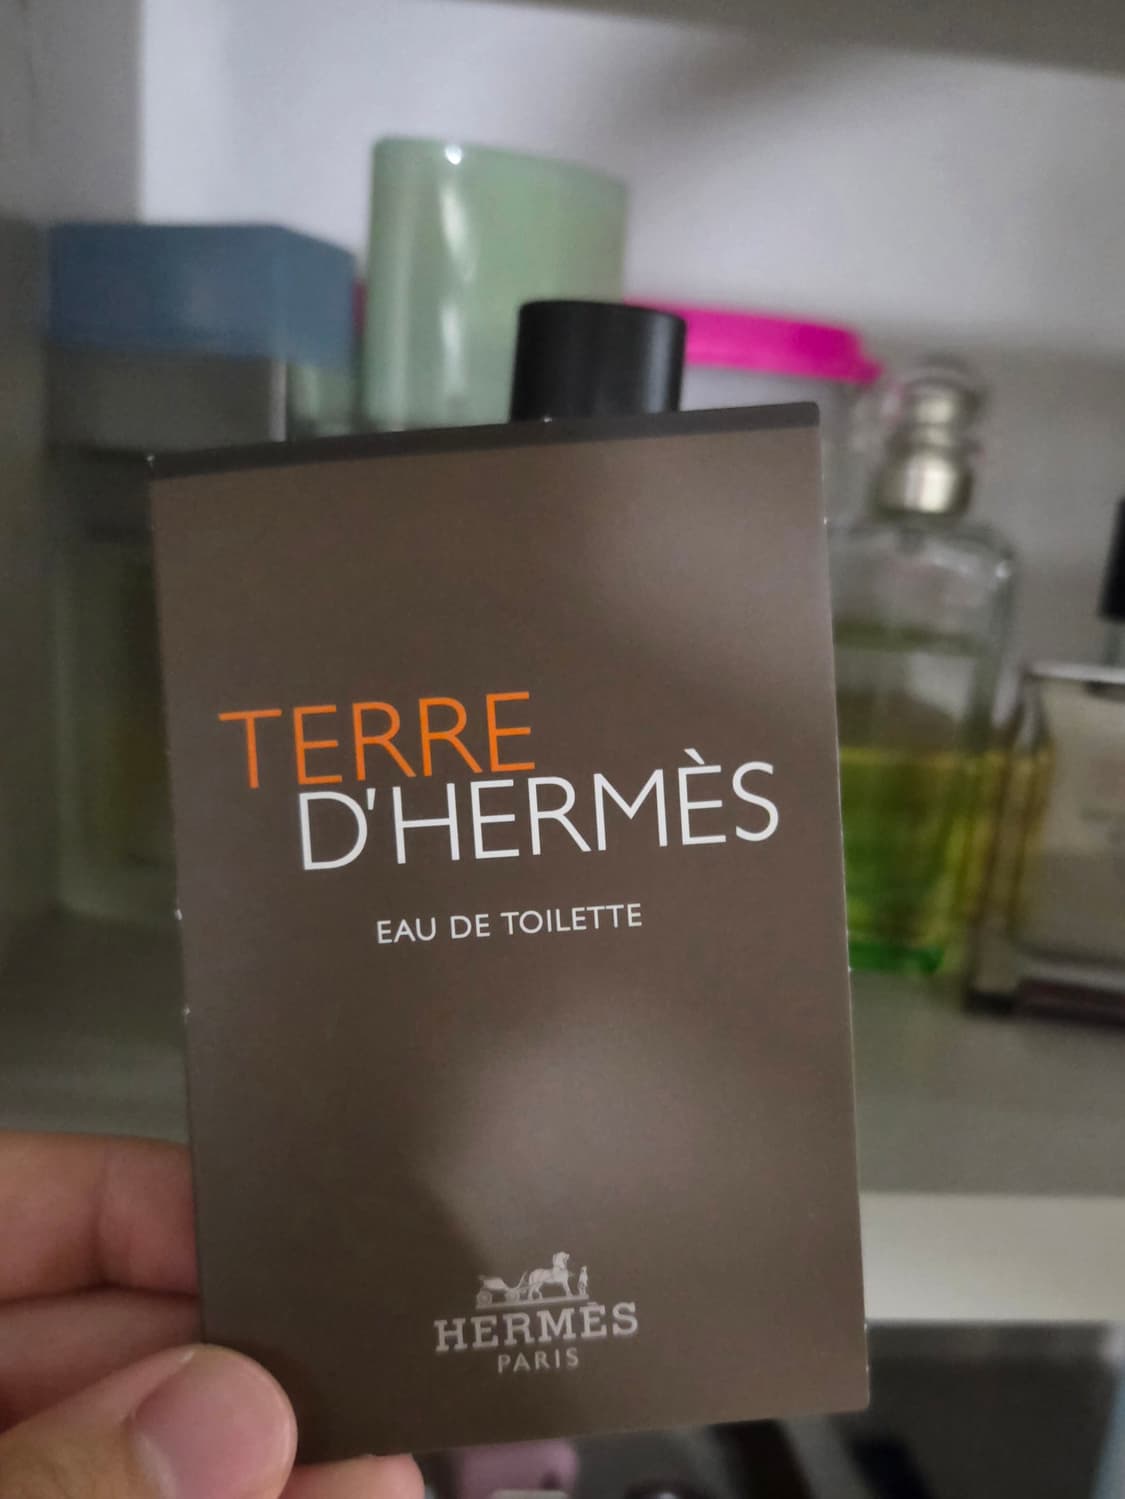 TERRE
D'HERMÈS
EAU DE TOILETTE
HERMÈS
PARIS